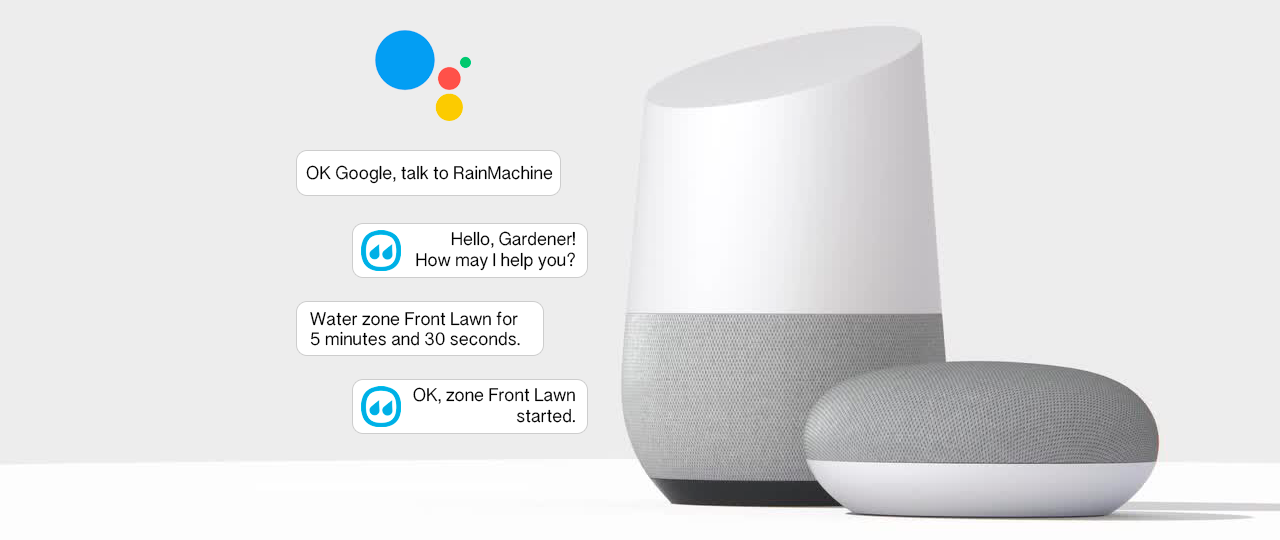 OK Google, talk to RainMachine
Hello, Gardener!
How may I help you?
Water zone Front Lawn for
5 minutes and 30 seconds.
OK, zone Front Lawn
started.